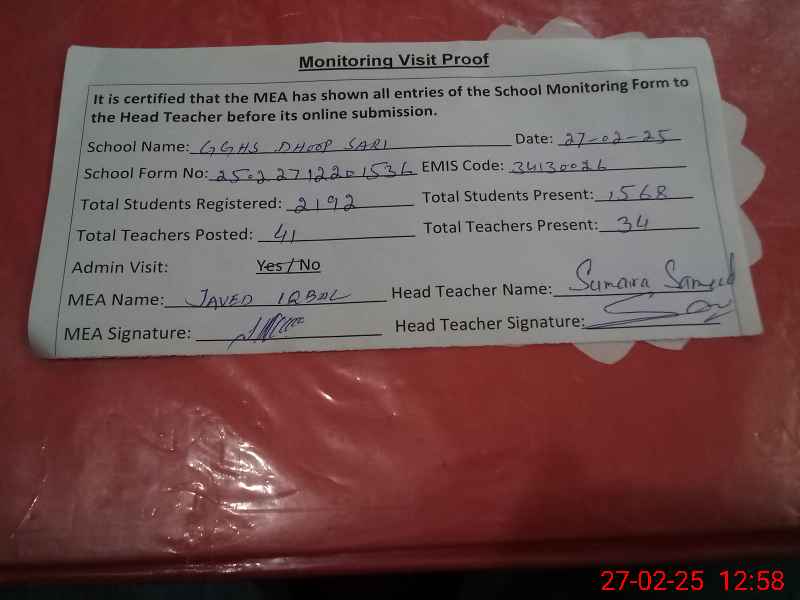 Monitoring Visit Proof
It is certified that the MEA has shown all entries of the School Monitoring Form to
the Head Teacher before its online submission.
School Name: GGHS DHOOP SARI Date: 27-02-25
School Form No: 25022712201536 EMIS Code: 34130026
Total Students Registered: 2192 Total Students Present: 1568
Total Teachers Posted: 41 Total Teachers Present: 34
Admin Visit: Yes / No
MEA Name: JAVED IQBAL Head Teacher Name: Sumaira
MEA Signature: Head Teacher Signature:
27-02-25 12:58